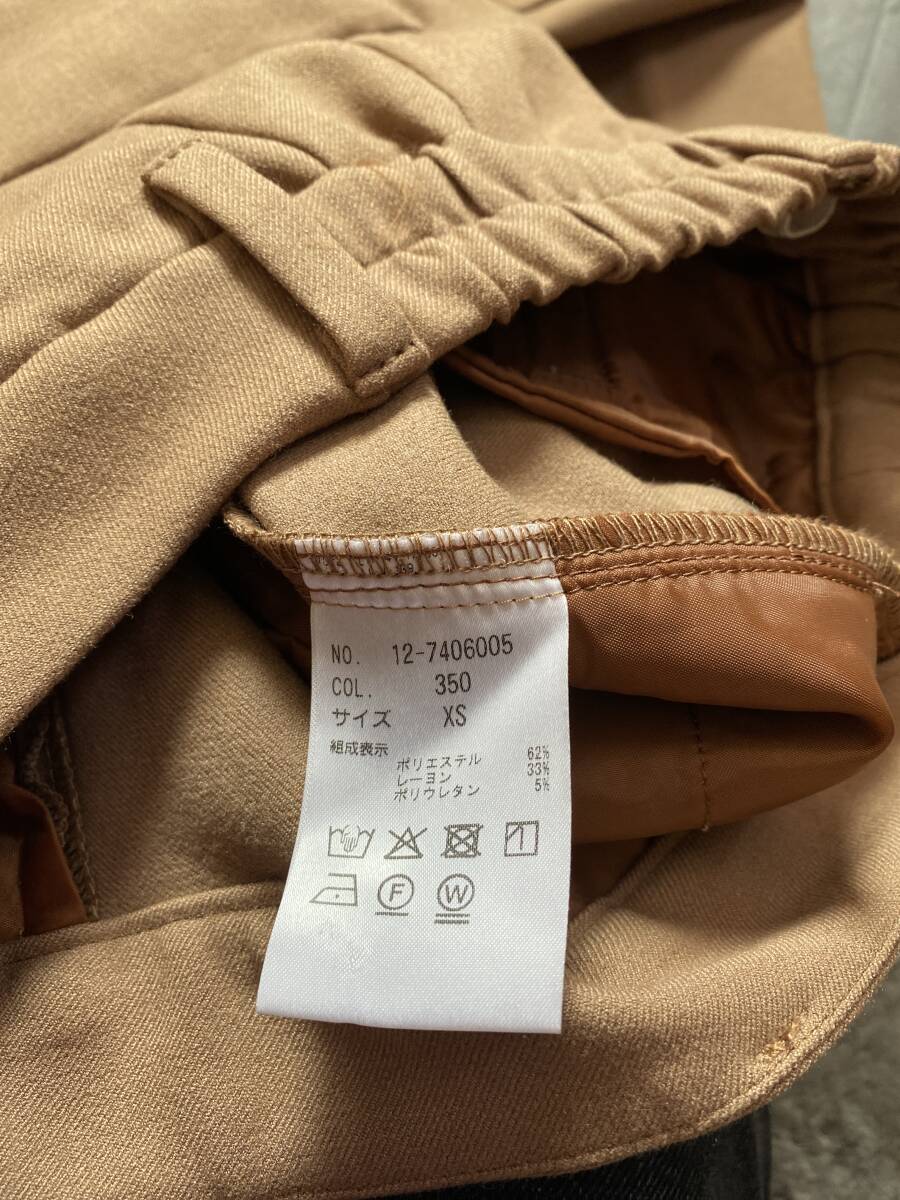 NO. 12-7406005
COL. 350
サイズ XS
組成表示
ポリエステル 62%
レーヨン 33%
ポリウレタン 5%
F W